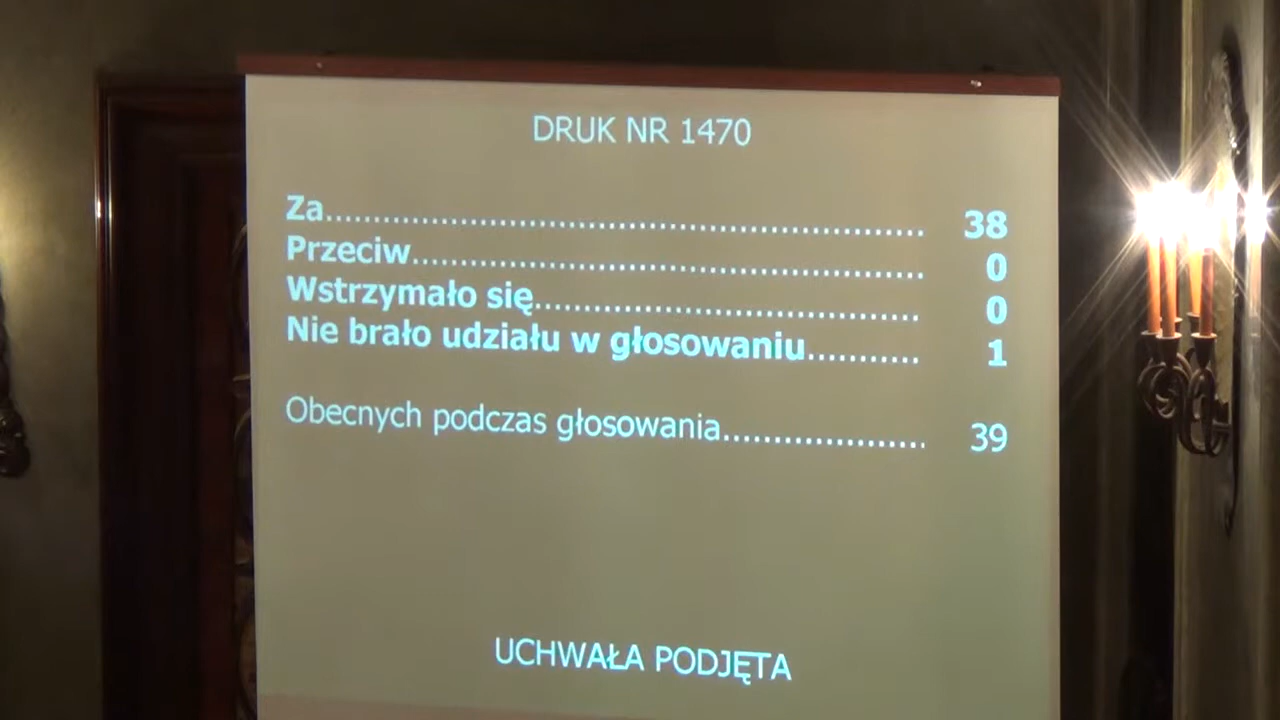 DRUK NR 1470
Za.................................................................. 38
Przeciw........................................................ 0
Wstrzymało się.......................................... 0
Nie brało udziału w głosowaniu............ 1
Obecnych podczas głosowania...................... 39
UCHWAŁA PODJĘTA